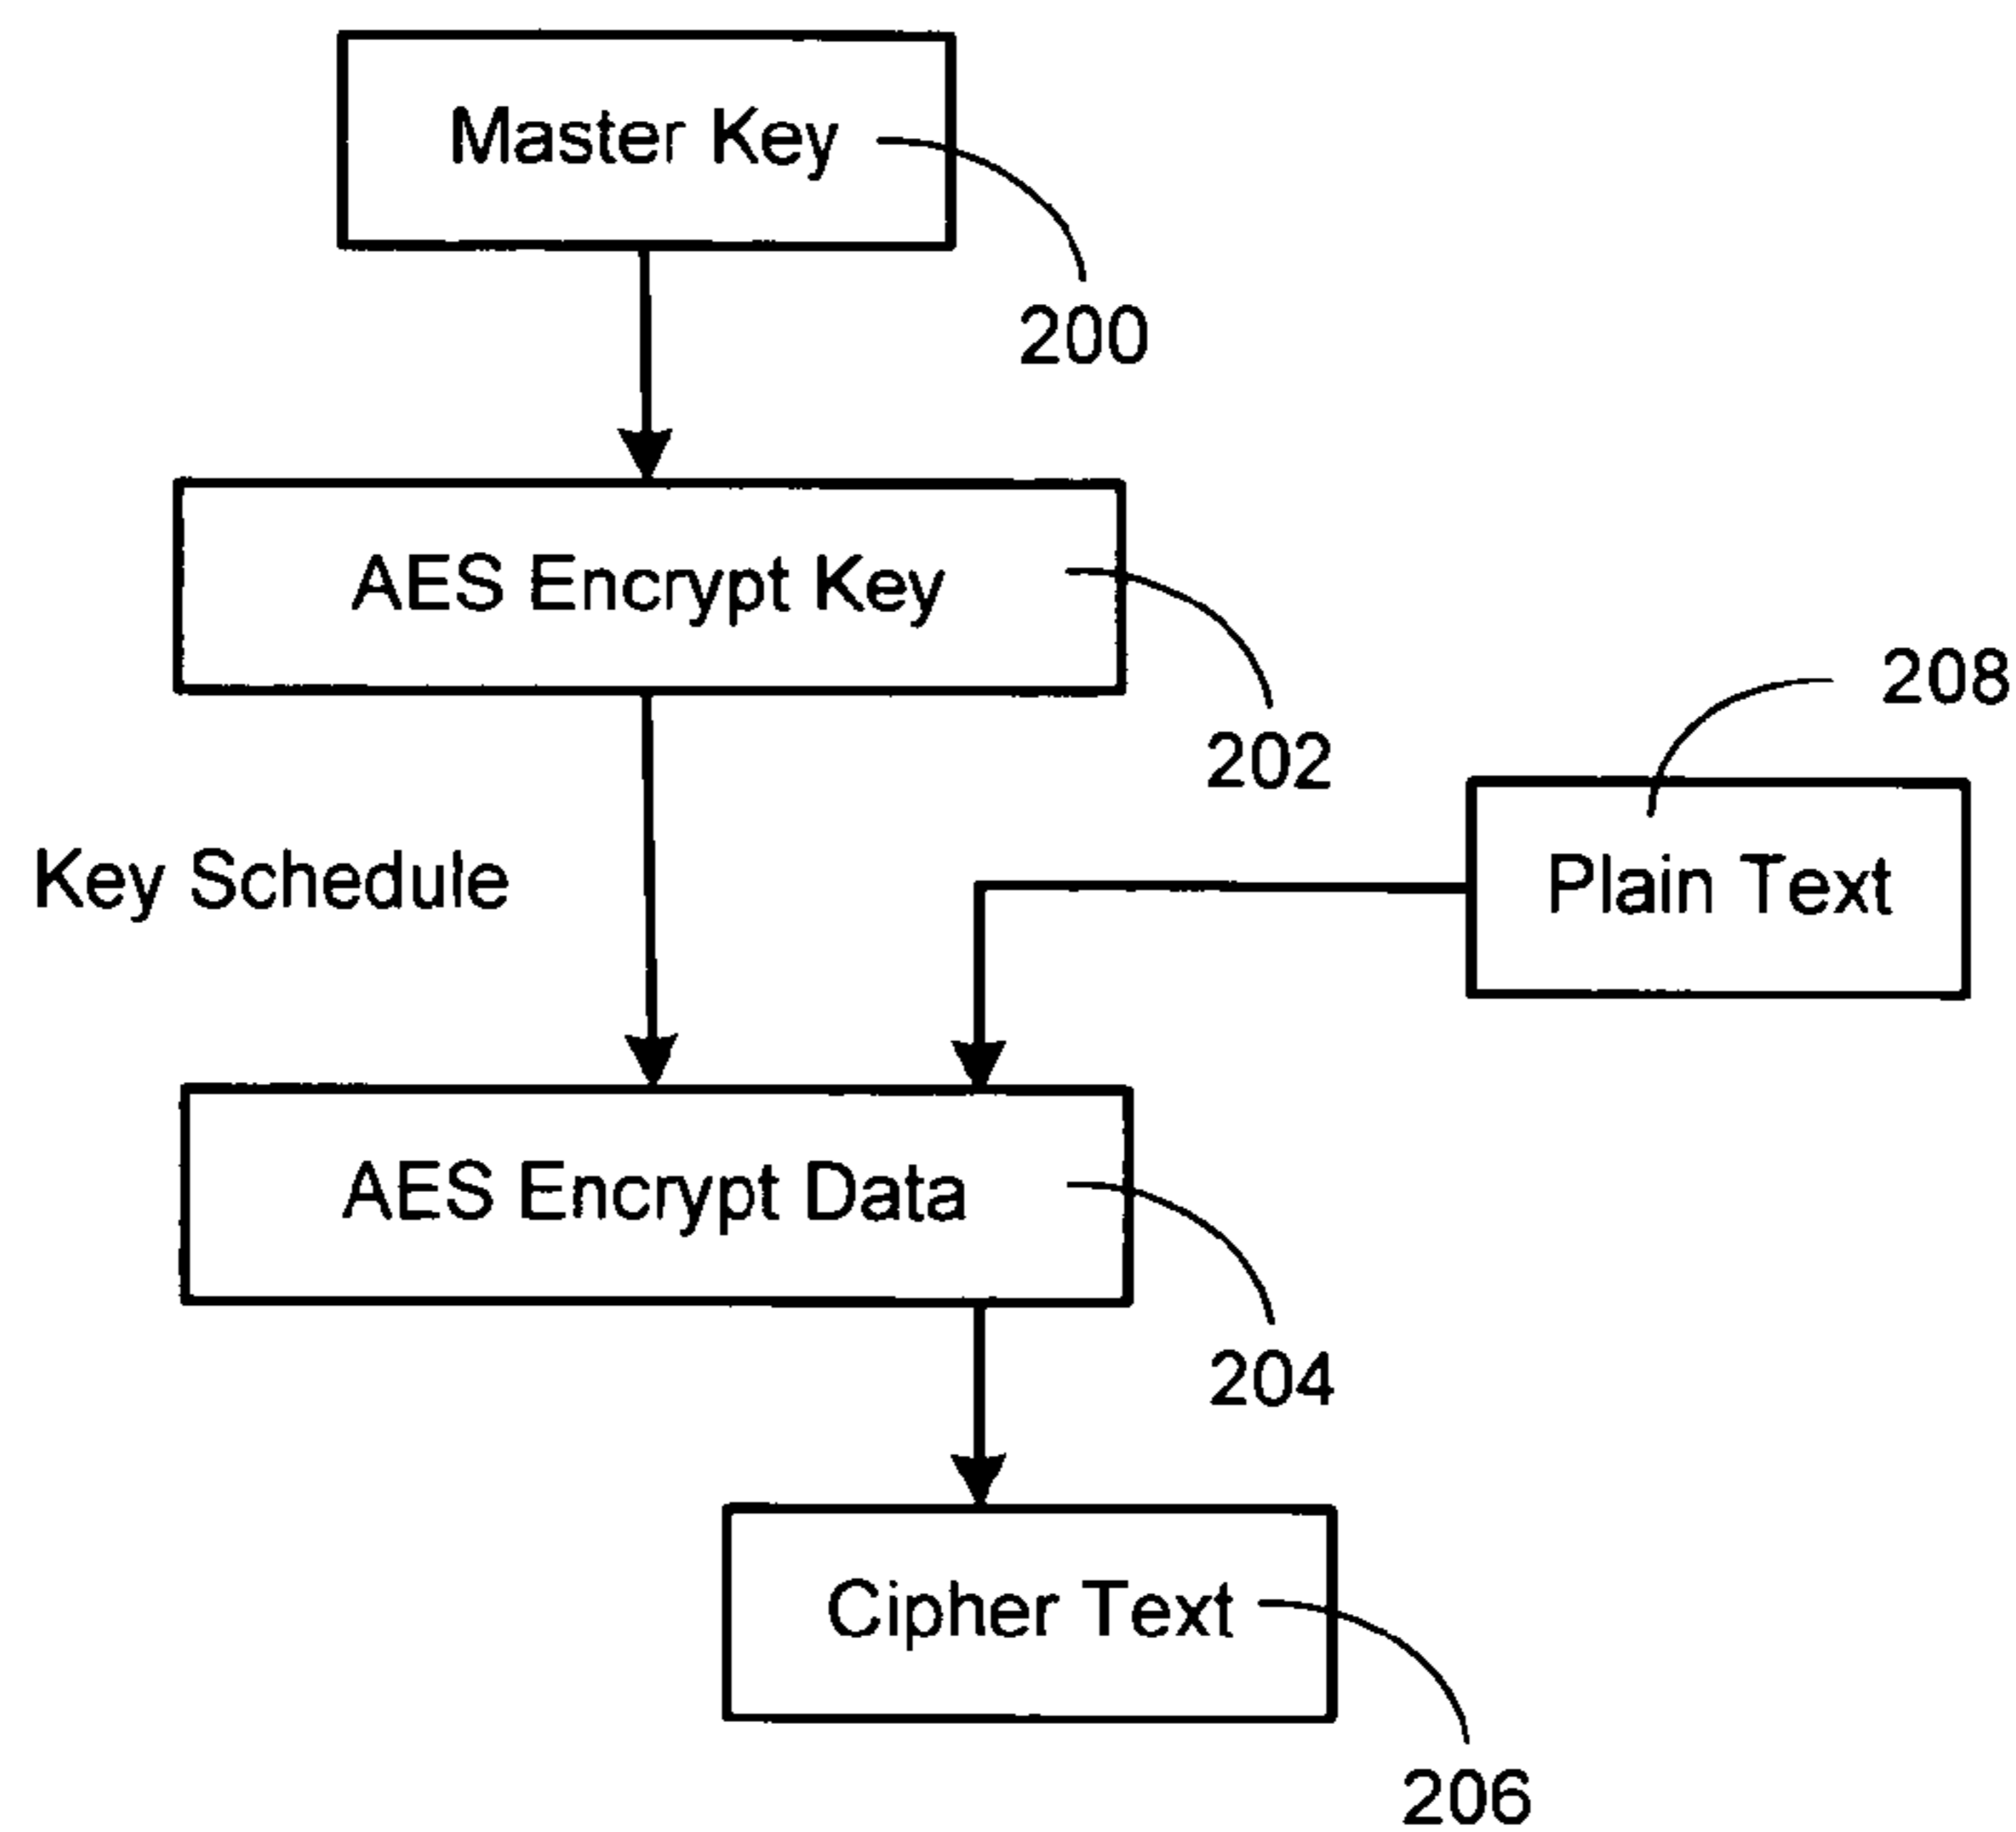 Master Key
200
AES Encrypt Key
202
208
Key Schedule
Plain Text
AES Encrypt Data
204
Cipher Text
206